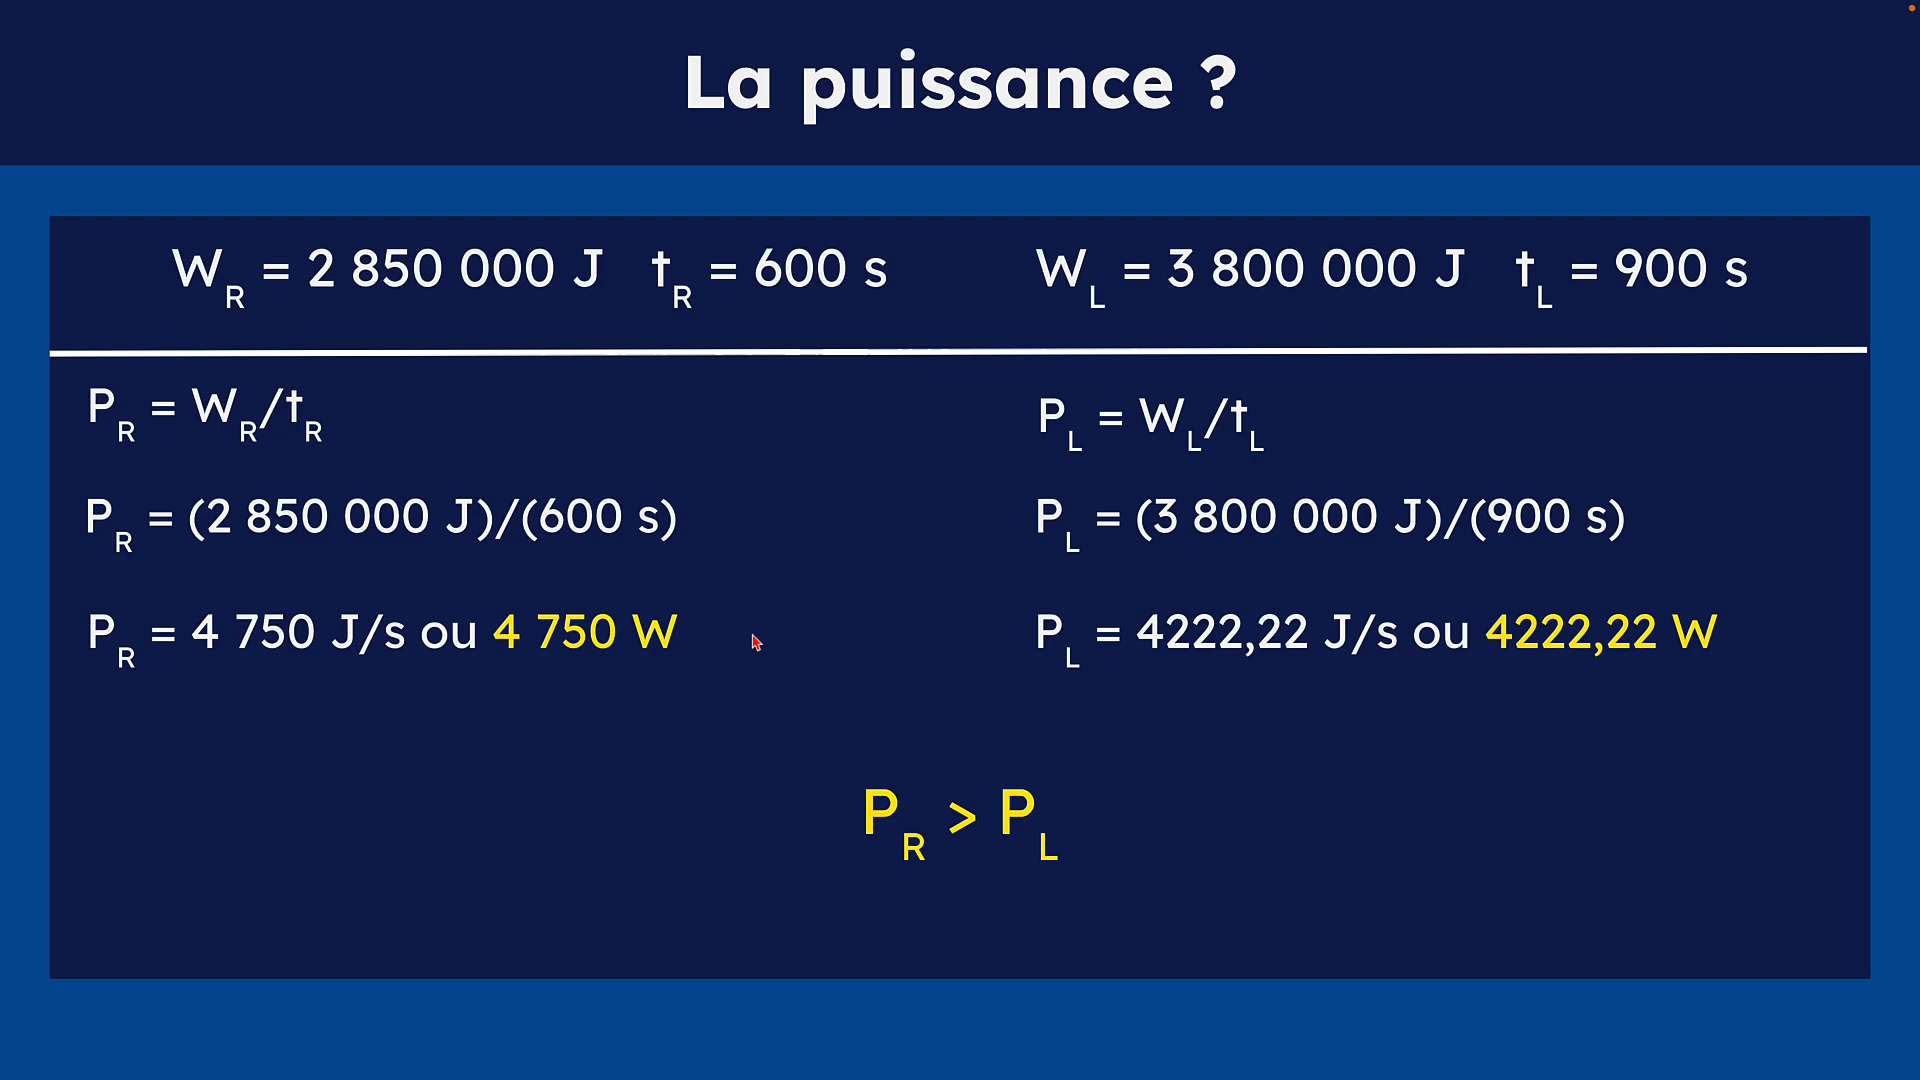 La puissance ?
W_R = 2 850 000 J t_R = 600 s
W_L = 3 800 000 J t_L = 900 s
P_R = W_R/t_R
P_R = (2 850 000 J)/(600 s)
P_R = 4 750 J/s ou 4 750 W
P_L = W_L/t_L
P_L = (3 800 000 J)/(900 s)
P_L = 4222,22 J/s ou 4222,22 W
P_R > P_L